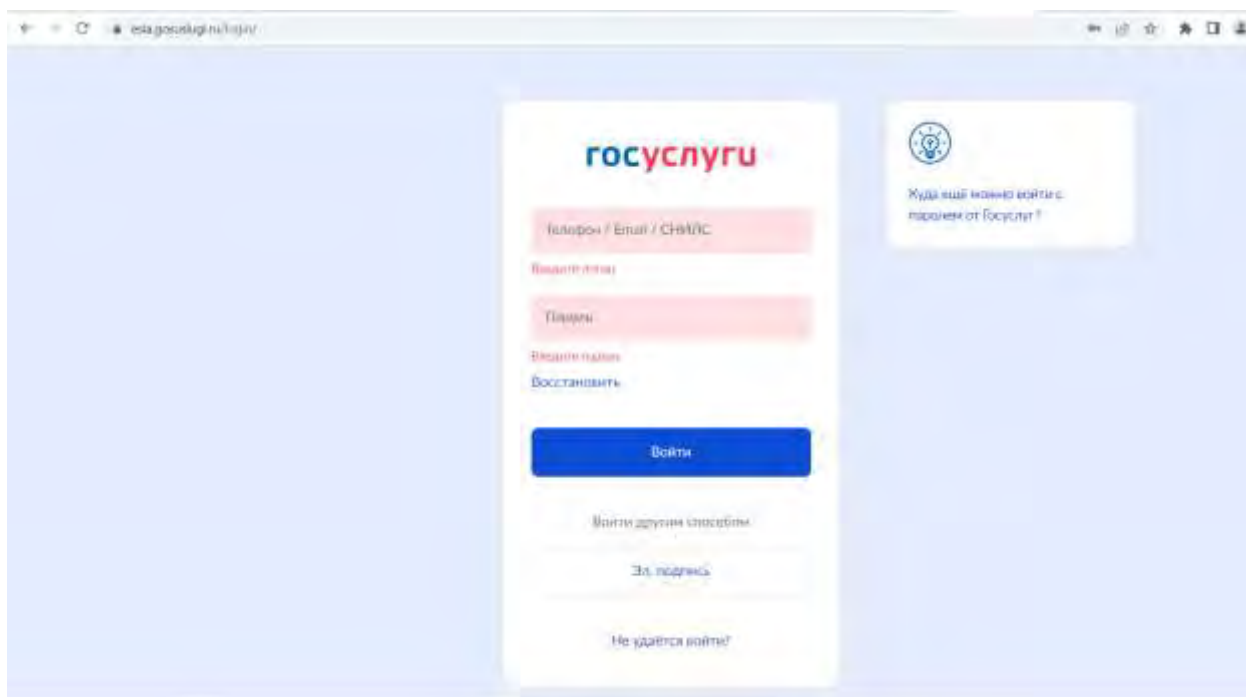 esia.gosuslugi.ru/login/
госуслуги
Телефон / Email / СНИЛС
Введите логин
Пароль
Введите пароль
Восстановить
Войти
Войти другим способом
Эл. подпись
Не удаётся войти?
Куда ещё можно войти с
паролем от Госуслуг?